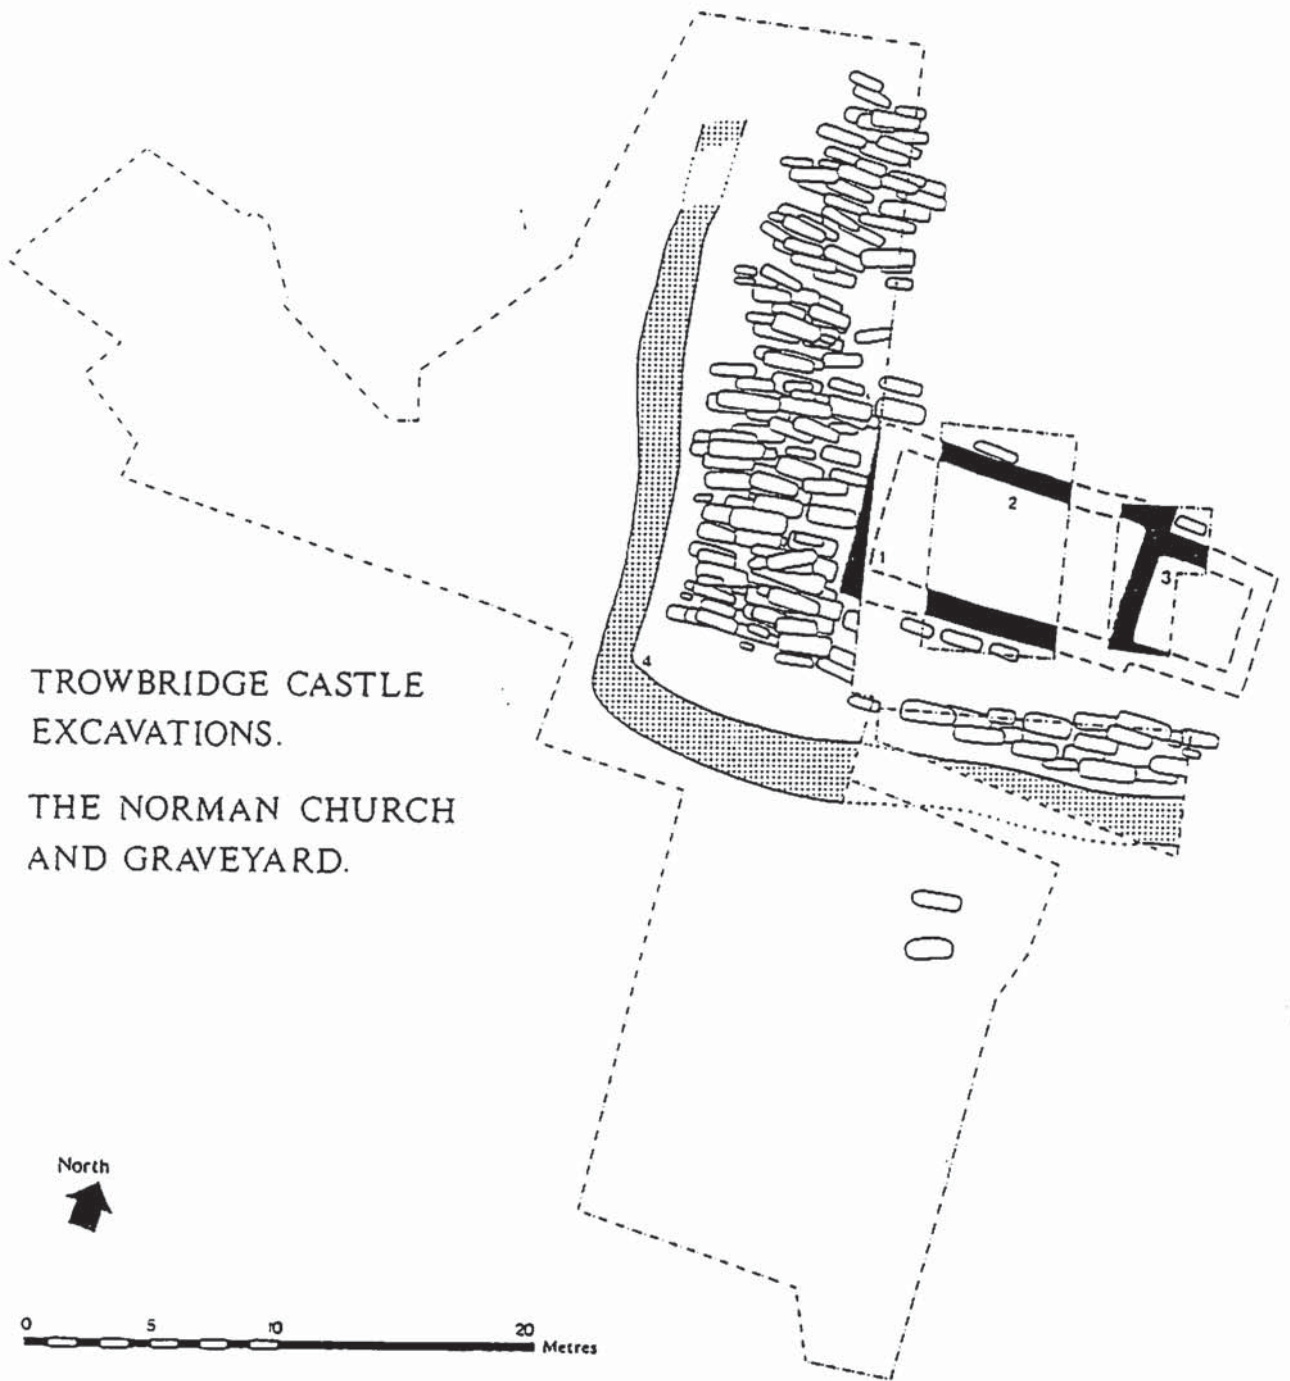 2
1
3
4
TROWBRIDGE CASTLE
EXCAVATIONS.
THE NORMAN CHURCH
AND GRAVEYARD.
North
0 5 10 20
Metres